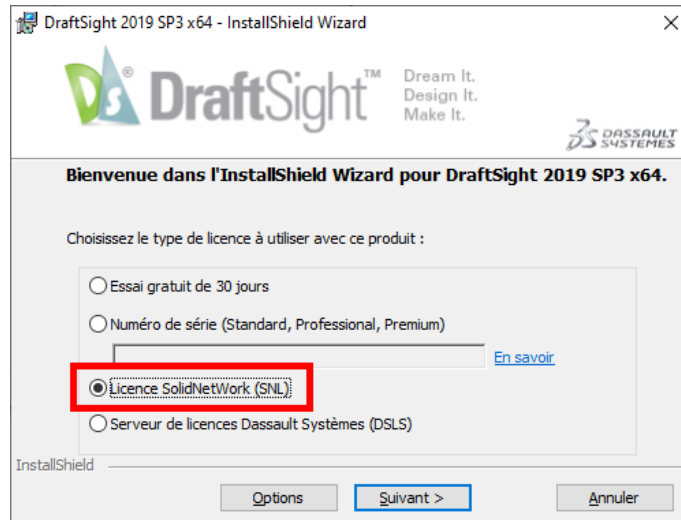 DraftSight 2019 SP3 x64 - InstallShield Wizard
DS® DraftSight™
Dream It.
Design It.
Make It.
DASSAULT
SYSTEMES
Bienvenue dans l'InstallShield Wizard pour DraftSight 2019 SP3 x64.
Choisissez le type de licence à utiliser avec ce produit :
Essai gratuit de 30 jours
Numéro de série (Standard, Professional, Premium)
En savoir
Licence SolidNetWork (SNL)
Serveur de licences Dassault Systèmes (DSLS)
InstallShield
Options Suivant > Annuler